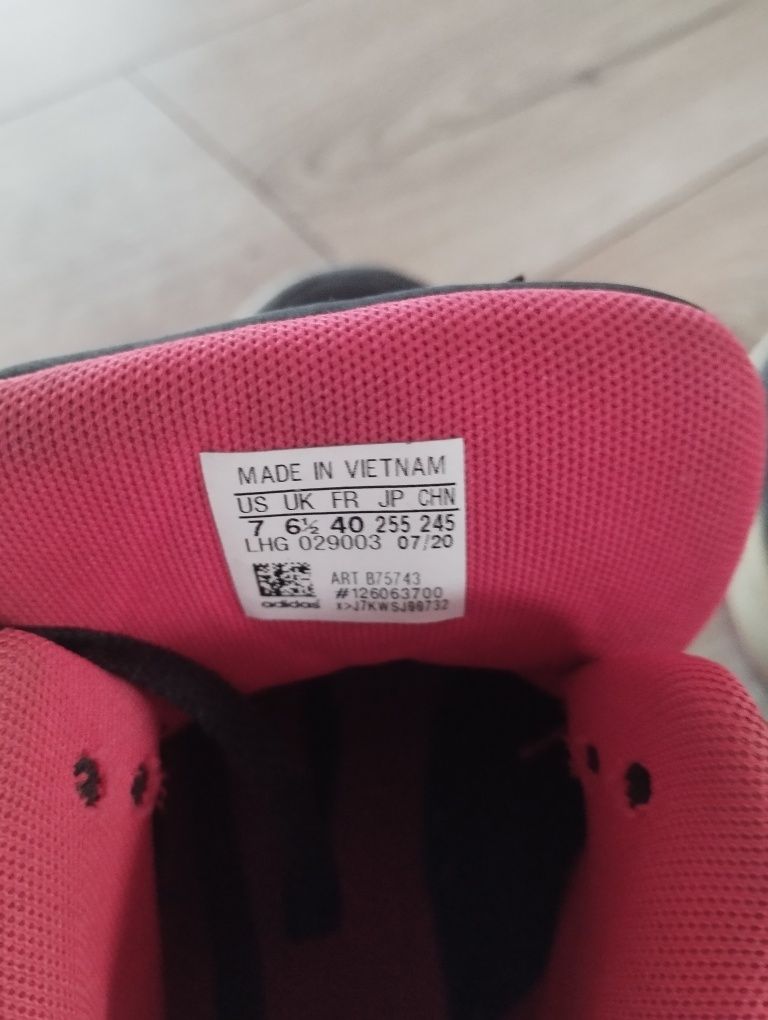 MADE IN VIETNAM
US UK FR JP CHN
7 6½ 40 255 245
LHG 029003 07/20
ART B75743
#126063700
adidas